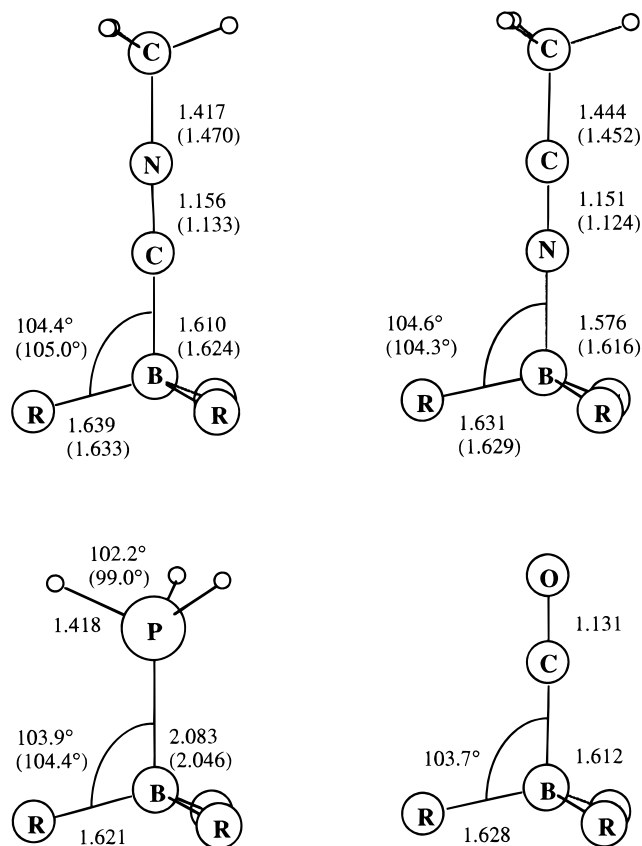 C
1.417
(1.470)
N
1.156
(1.133)
C
104.4°
(105.0°)
1.610
(1.624)
B
R
R
1.639
(1.633)
C
1.444
(1.452)
C
1.151
(1.124)
N
104.6°
(104.3°)
1.576
(1.616)
B
R
R
1.631
(1.629)
102.2°
(99.0°)
1.418
P
103.9°
(104.4°)
2.083
(2.046)
B
R
R
1.621
O
1.131
C
103.7°
1.612
B
R
R
1.628